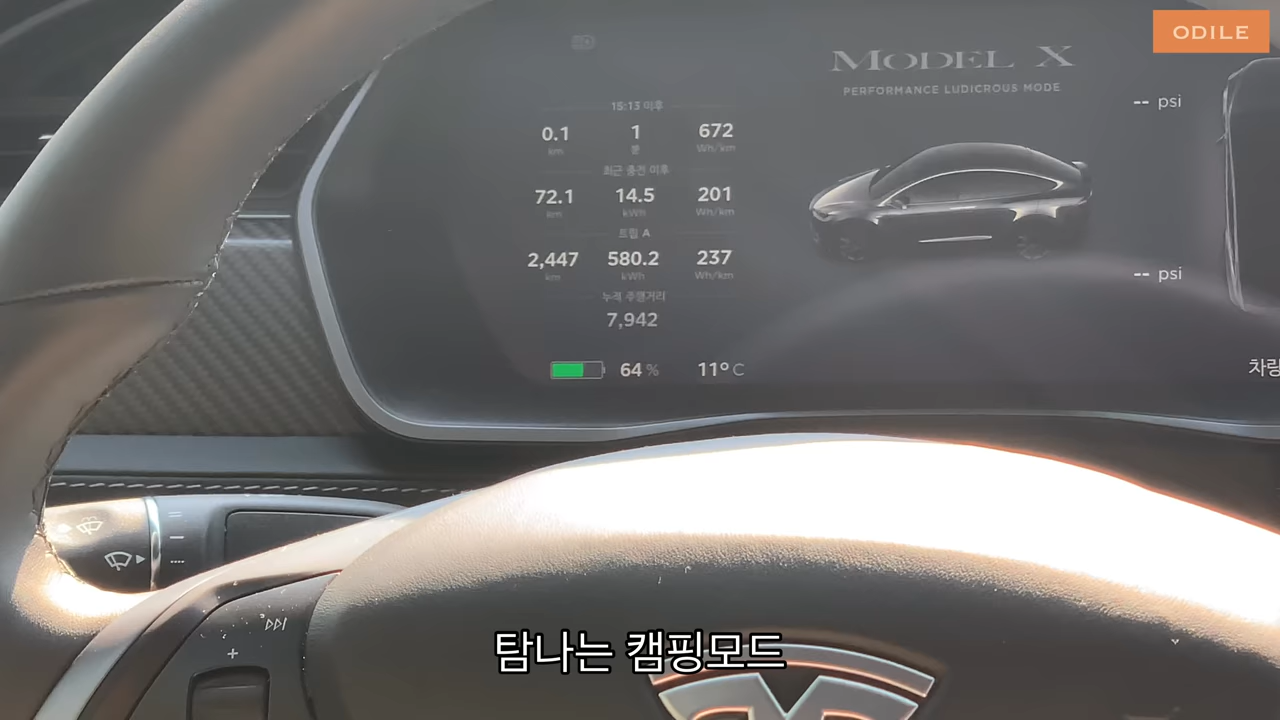 ODILE
MODEL X
PERFORMANCE LUDICROUS MODE
-- psi
-- psi
15:13 이후
0.1 1 672
km 분 Wh/km
최근 충전 이후
72.1 14.5 201
km kWh Wh/km
트립 A
2,447 580.2 237
km kWh Wh/km
누적 주행거리
7,942
64 % 11°C
차량
탐나는 캠핑모드